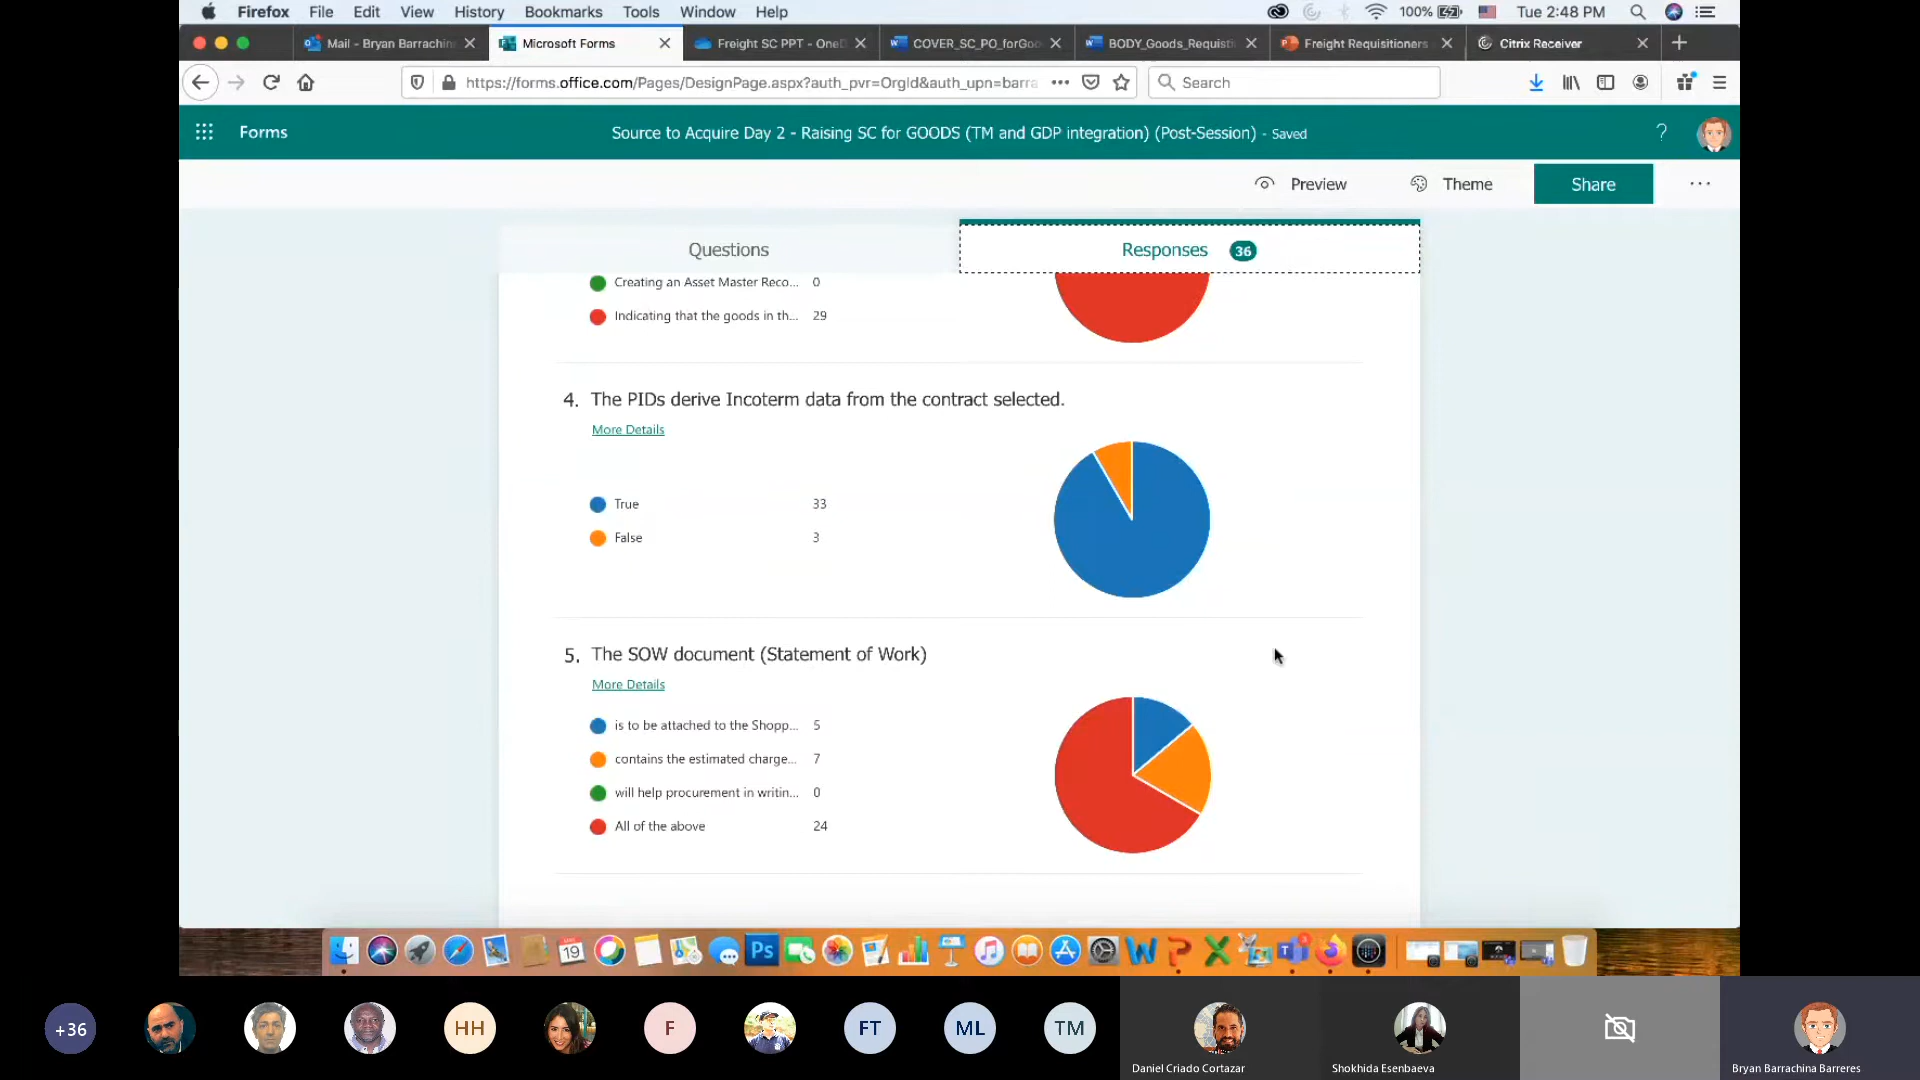 Firefox File Edit View History Bookmarks Tools Window Help 100% Tue 2:48 PM
Mail - Bryan Barrachin Microsoft Forms Freight SC PPT - OneD COVER_SC_PO_forGoo BODY_Goods_Requisti Freight Requisitioners Citrix Receiver
https://forms.office.com/Pages/DesignPage.aspx?auth_pvr=OrgId&auth_upn=barra Search
Forms Source to Acquire Day 2 - Raising SC for GOODS (TM and GDP integration) (Post-Session) - Saved ?
Preview Theme Share ...
Questions Responses 36
Creating an Asset Master Reco... 0
Indicating that the goods in th... 29
4. The PIDs derive Incoterm data from the contract selected.
More Details
True 33
False 3
5. The SOW document (Statement of Work)
More Details
is to be attached to the Shopp... 5
contains the estimated charge... 7
will help procurement in writin... 0
All of the above 24
19 Ps
+36 HH F FT ML TM
Daniel Criado Cortazar Shokhida Esenbaeva Bryan Barrachina Barreres